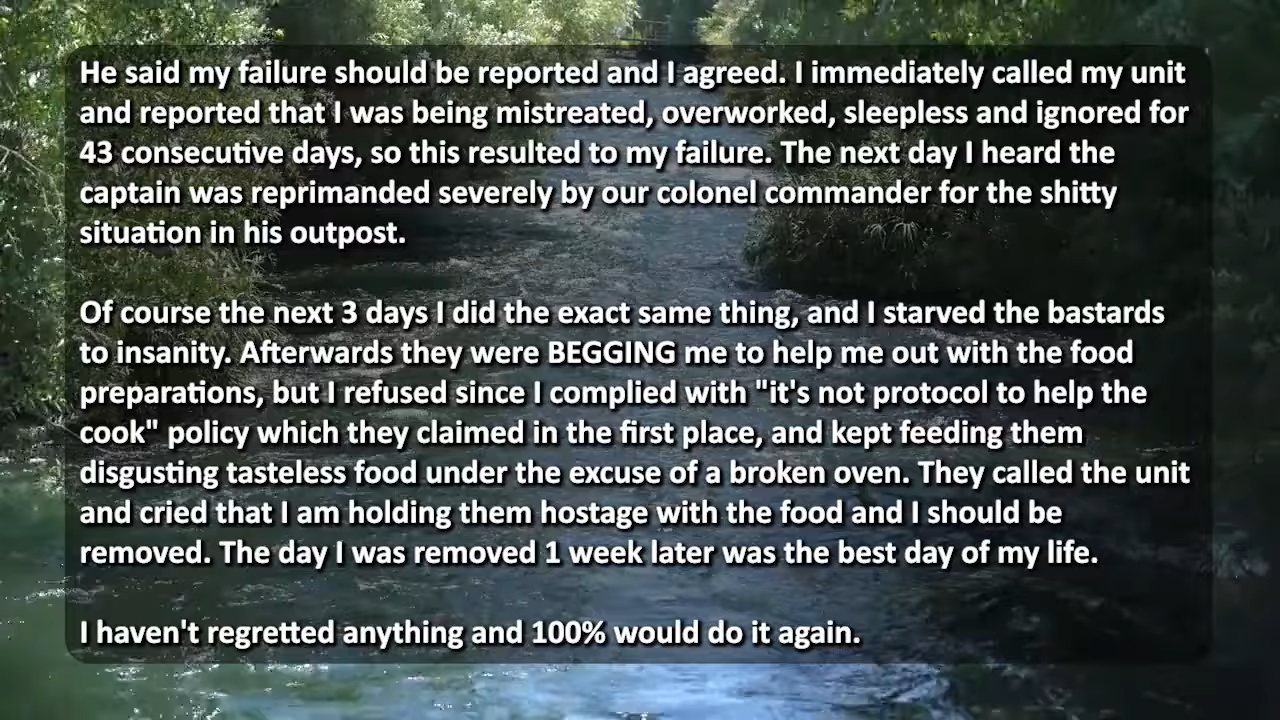 He said my failure should be reported and I agreed. I immediately called my unit
and reported that I was being mistreated, overworked, sleepless and ignored for
43 consecutive days, so this resulted to my failure. The next day I heard the
captain was reprimanded severely by our colonel commander for the shitty
situation in his outpost.
Of course the next 3 days I did the exact same thing, and I starved the bastards
to insanity. Afterwards they were BEGGING me to help me out with the food
preparations, but I refused since I complied with "it's not protocol to help the
cook" policy which they claimed in the first place, and kept feeding them
disgusting tasteless food under the excuse of a broken oven. They called the unit
and cried that I am holding them hostage with the food and I should be
removed. The day I was removed 1 week later was the best day of my life.
I haven't regretted anything and 100% would do it again.